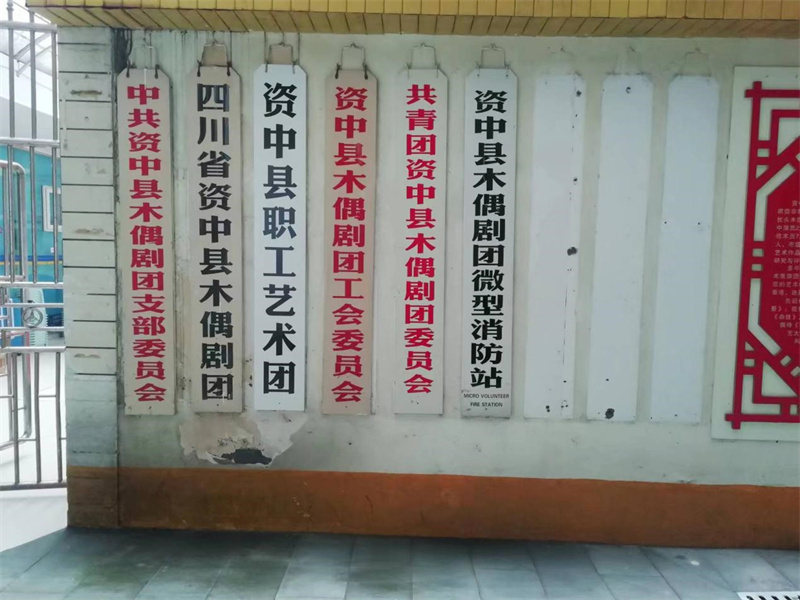 中共资中县木偶剧团支部委员会
四川省资中县木偶剧团
资中县职工艺术团
资中县木偶剧团工会委员会
共青团资中县木偶剧团委员会
资中县木偶剧团微型消防站
MICRO VOLUNTEER
FIRE STATION